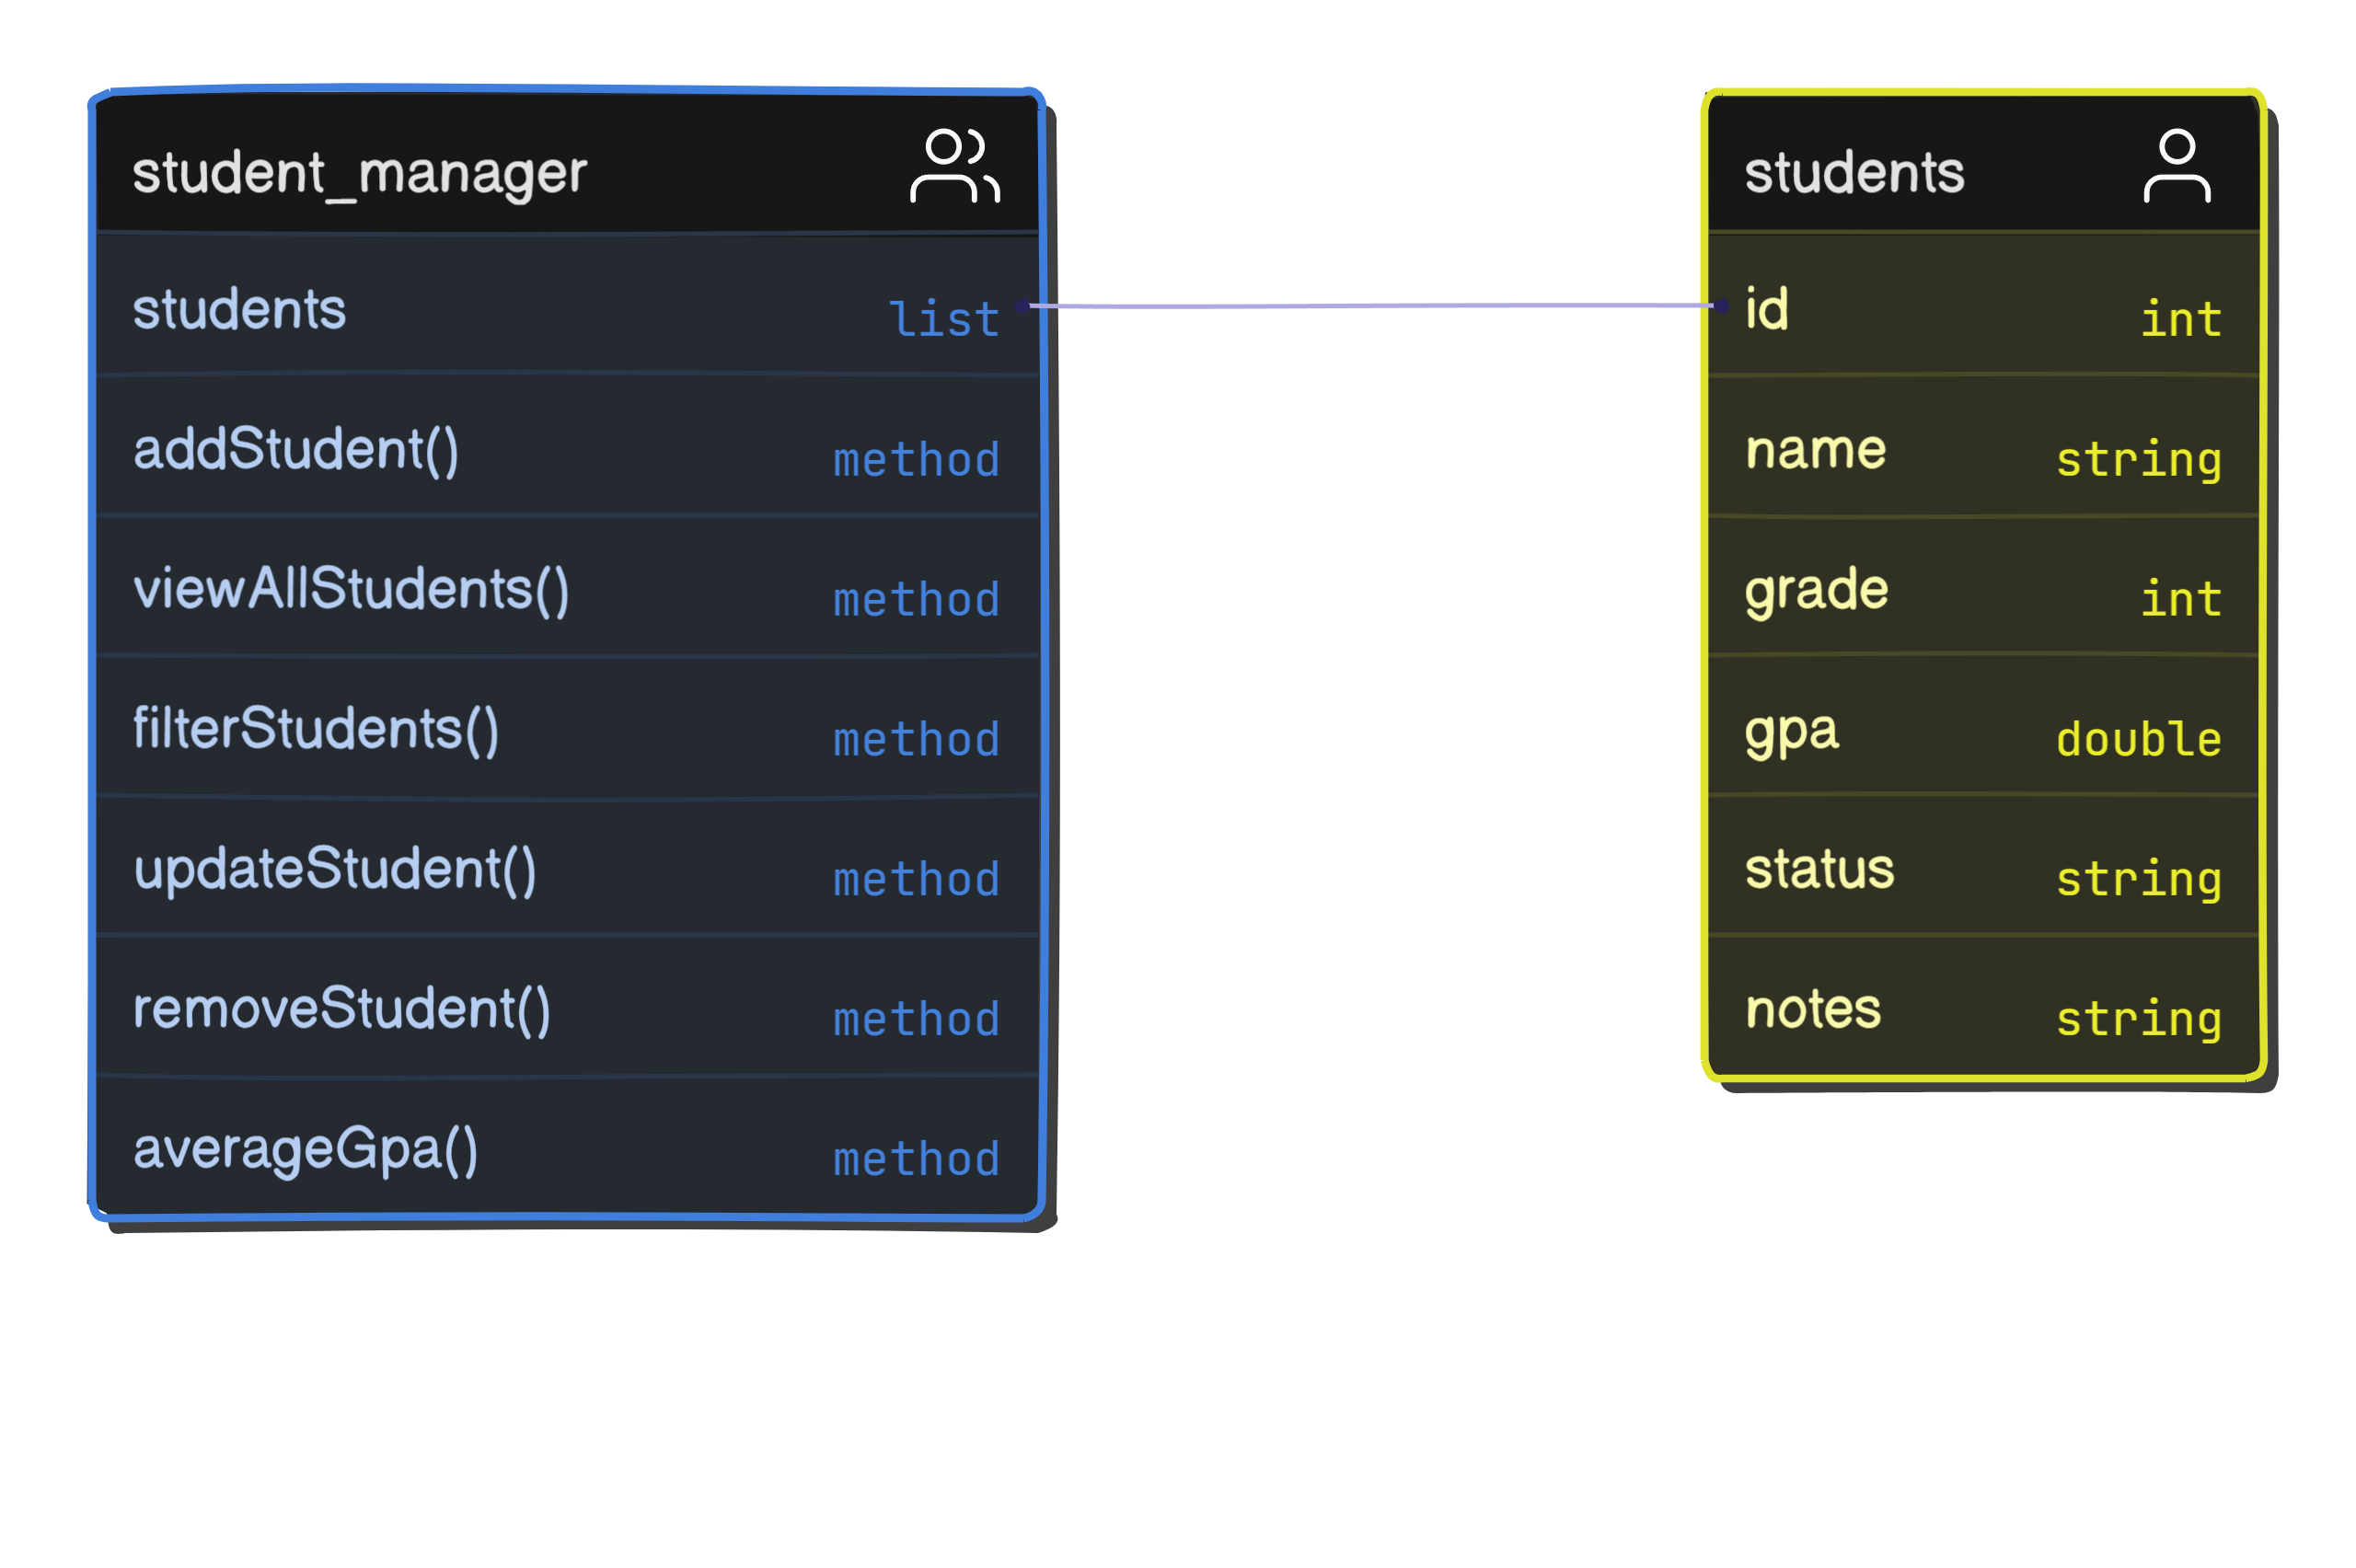 student_manager
students list
addStudent() method
viewAllStudents() method
filterStudents() method
updateStudent() method
removeStudent() method
averageGpa() method
students
id int
name string
grade int
gpa double
status string
notes string